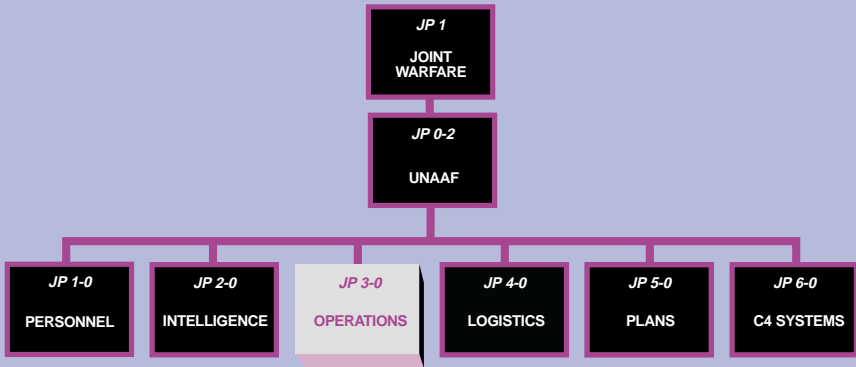 JP 1
JOINT
WARFARE
JP 0-2
UNAAF
JP 1-0
PERSONNEL
JP 2-0
INTELLIGENCE
JP 3-0
OPERATIONS
JP 4-0
LOGISTICS
JP 5-0
PLANS
JP 6-0
C4 SYSTEMS